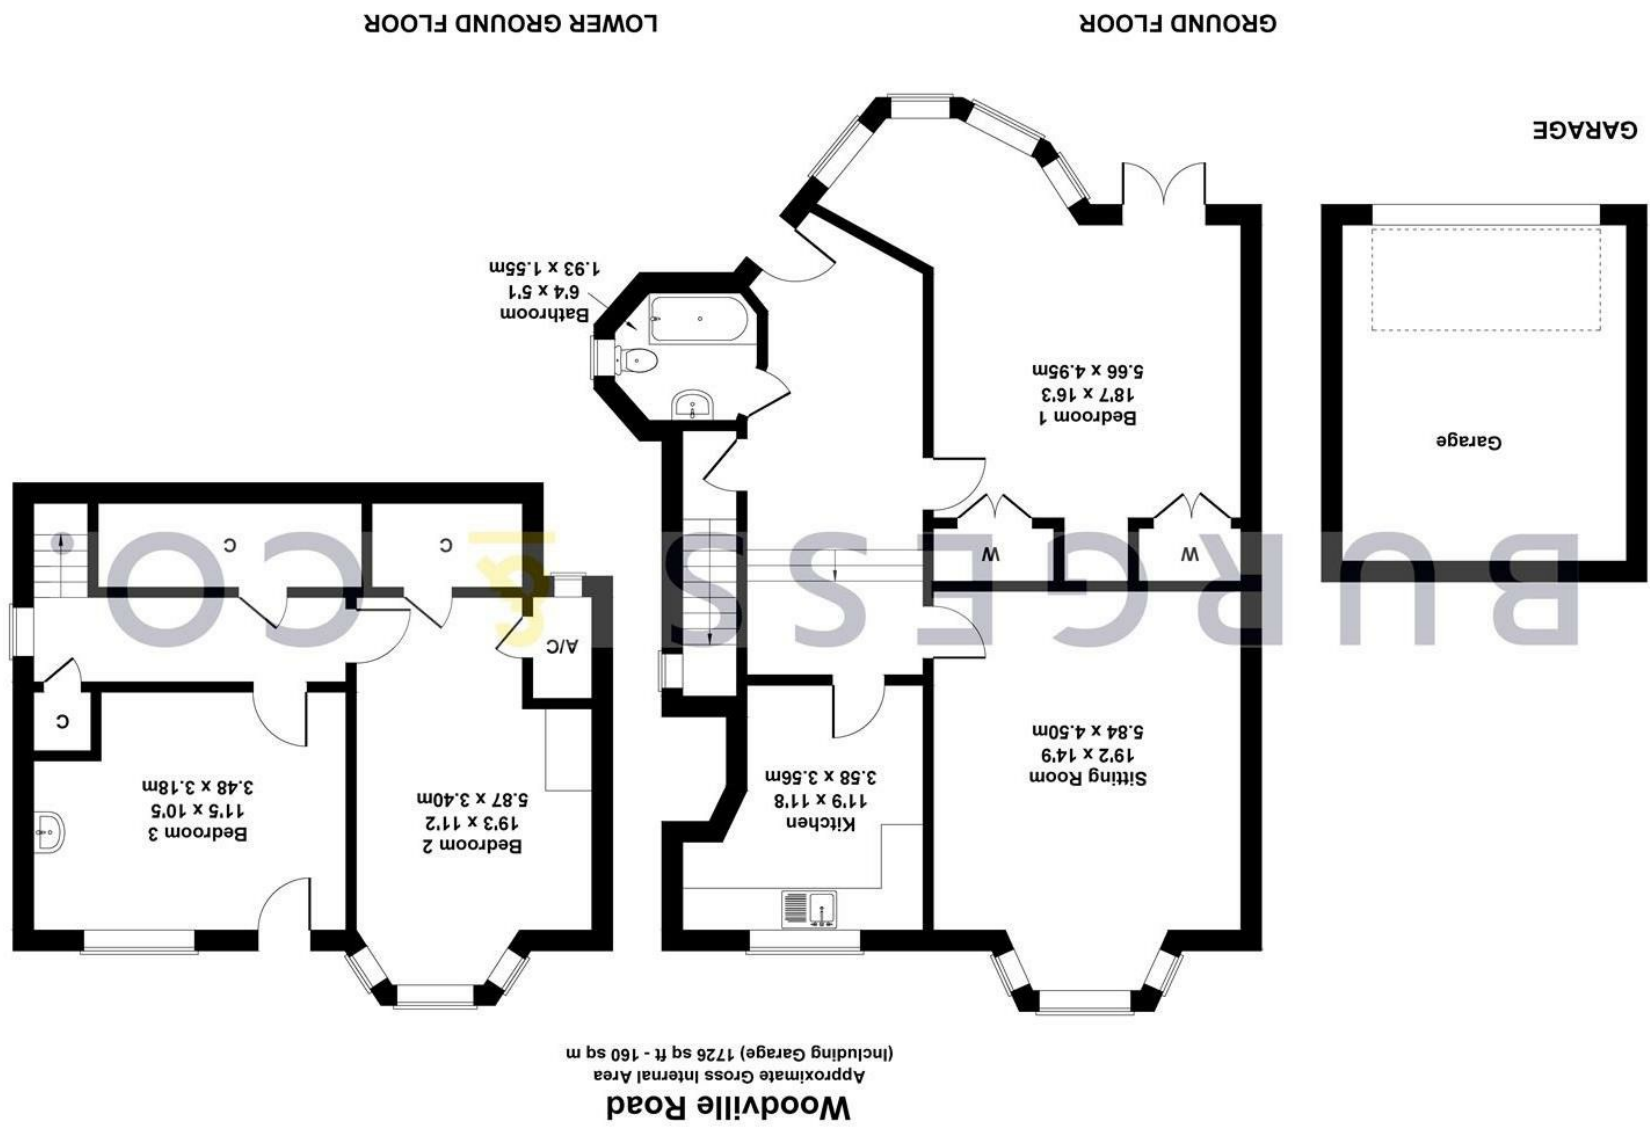 Woodville Road
Approximate Gross Internal Area
(Including Garage) 1726 sq ft - 160 sq m
Sitting Room
19'2 x 14'9
5.84 x 4.50m
Kitchen
11'9 x 11'8
3.58 x 3.56m
Bedroom 2
19'3 x 11'2
5.87 x 3.40m
Bedroom 3
11'5 x 10'5
3.48 x 3.18m
C
A/C
BURGESS & CO
W
W
C
C
Garage
Bedroom 1
18'7 x 16'3
5.66 x 4.95m
Bathroom
6'4 x 5'1
1.93 x 1.55m
GARAGE
GROUND FLOOR
LOWER GROUND FLOOR